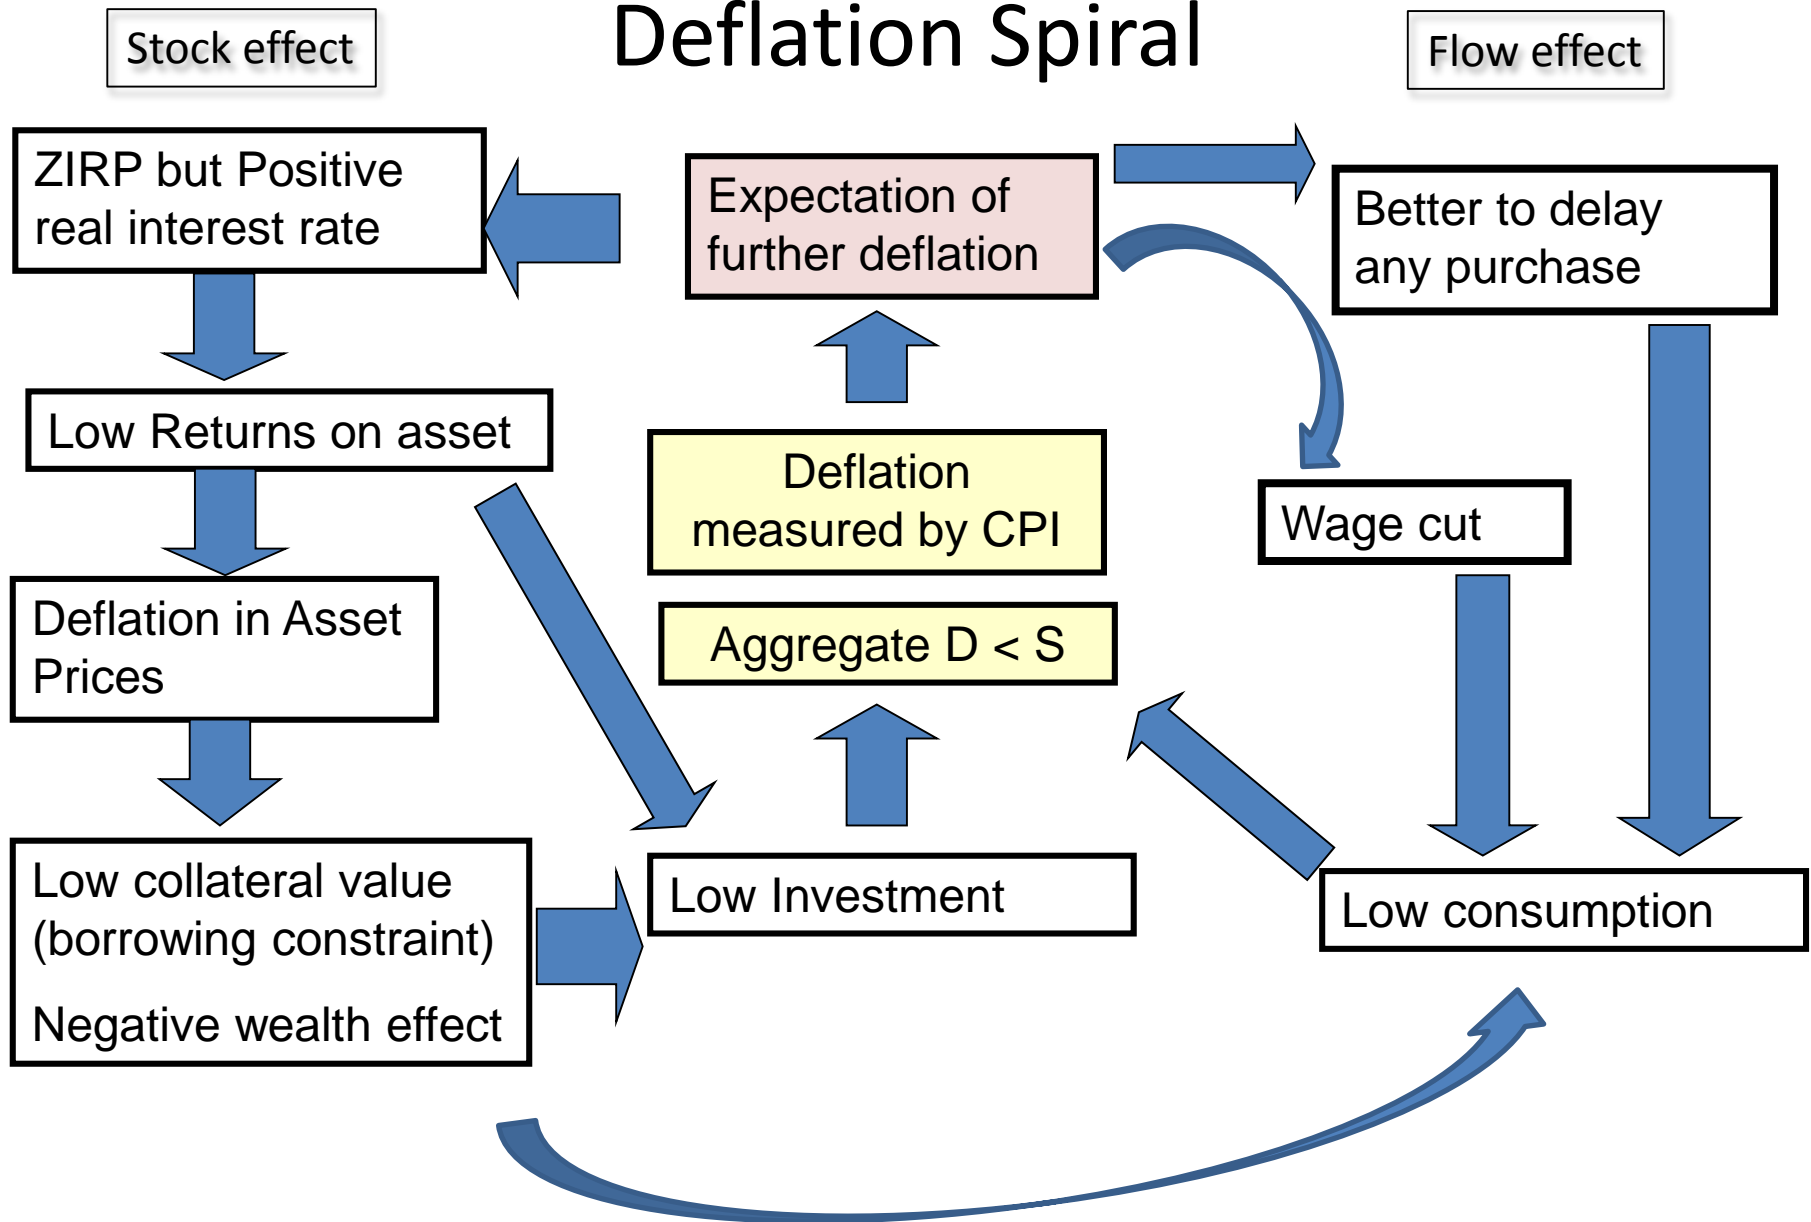 Deflation Spiral
Stock effect
Flow effect
ZIRP but Positive
real interest rate
Expectation of
further deflation
Better to delay
any purchase
Low Returns on asset
Deflation
measured by CPI
Wage cut
Deflation in Asset
Prices
Aggregate D < S
Low collateral value
(borrowing constraint)
Negative wealth effect
Low Investment
Low consumption